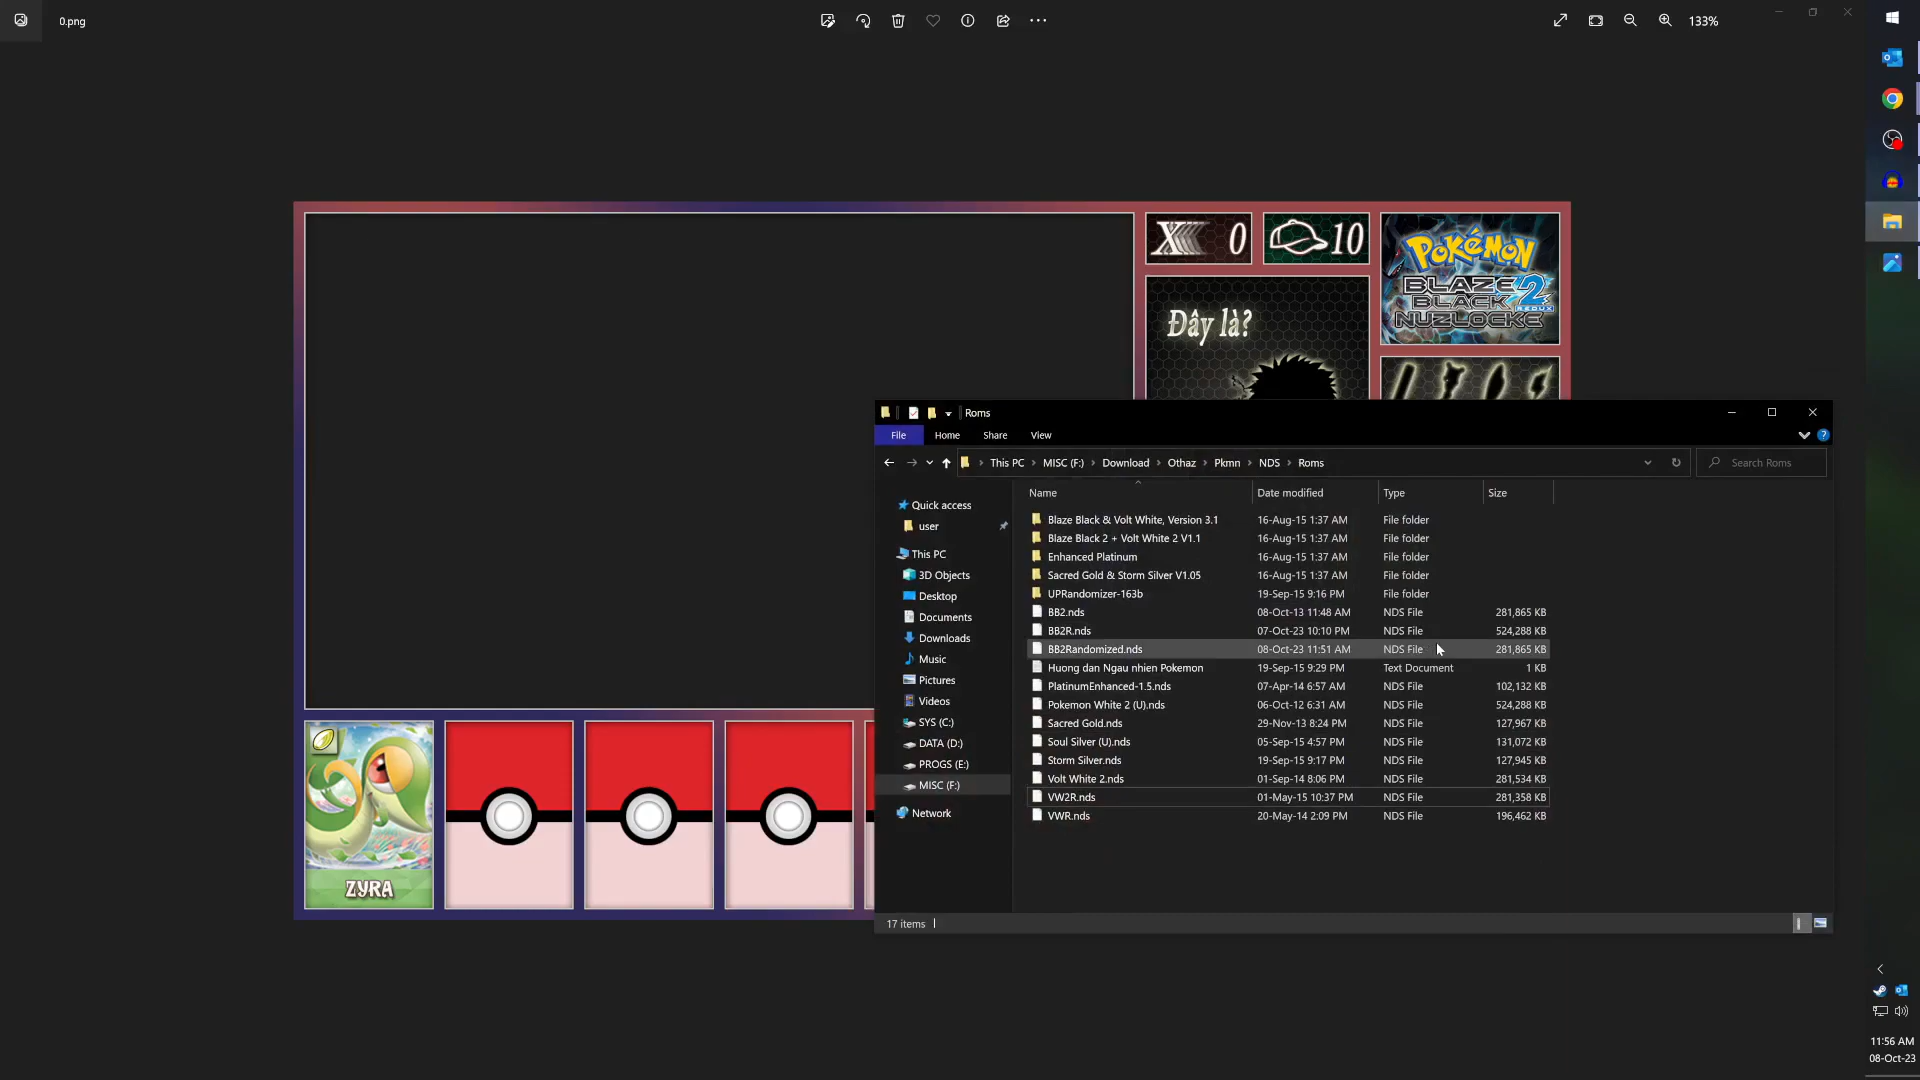 0.png
133%
X 0
10
POKéMON
BLAZE
BLACK 2
REDUX
NUZLOCKE
Đây là?
ZYRA
Roms
File
Home
Share
View
This PC > MISC (F:) > Download > Othaz > Pkmn > NDS > Roms
Search Roms
Quick access
user
This PC
3D Objects
Desktop
Documents
Downloads
Music
Pictures
Videos
SYS (C:)
DATA (D:)
PROGS (E:)
MISC (F:)
Network
Name Date modified Type Size
Blaze Black & Volt White, Version 3.1 16-Aug-15 1:37 AM File folder
Blaze Black 2 + Volt White 2 V1.1 16-Aug-15 1:37 AM File folder
Enhanced Platinum 16-Aug-15 1:37 AM File folder
Sacred Gold & Storm Silver V1.05 16-Aug-15 1:37 AM File folder
UPRandomizer-163b 19-Sep-15 9:16 PM File folder
BB2.nds 08-Oct-13 11:48 AM NDS File 281,865 KB
BB2R.nds 07-Oct-23 10:10 PM NDS File 524,288 KB
BB2Randomized.nds 08-Oct-23 11:51 AM NDS File 281,865 KB
Huong dan Ngau nhien Pokemon 19-Sep-15 9:29 PM Text Document 1 KB
PlatinumEnhanced-1.5.nds 07-Apr-14 6:57 AM NDS File 102,132 KB
Pokemon White 2 (U).nds 06-Oct-12 6:31 AM NDS File 524,288 KB
Sacred Gold.nds 29-Nov-13 8:24 PM NDS File 127,967 KB
Soul Silver (U).nds 05-Sep-15 4:57 PM NDS File 131,072 KB
Storm Silver.nds 19-Sep-15 9:17 PM NDS File 127,945 KB
Volt White 2.nds 01-Sep-14 8:06 PM NDS File 281,534 KB
VW2R.nds 01-May-15 10:37 PM NDS File 281,358 KB
VWR.nds 20-May-14 2:09 PM NDS File 196,462 KB
17 items
11:56 AM
08-Oct-23